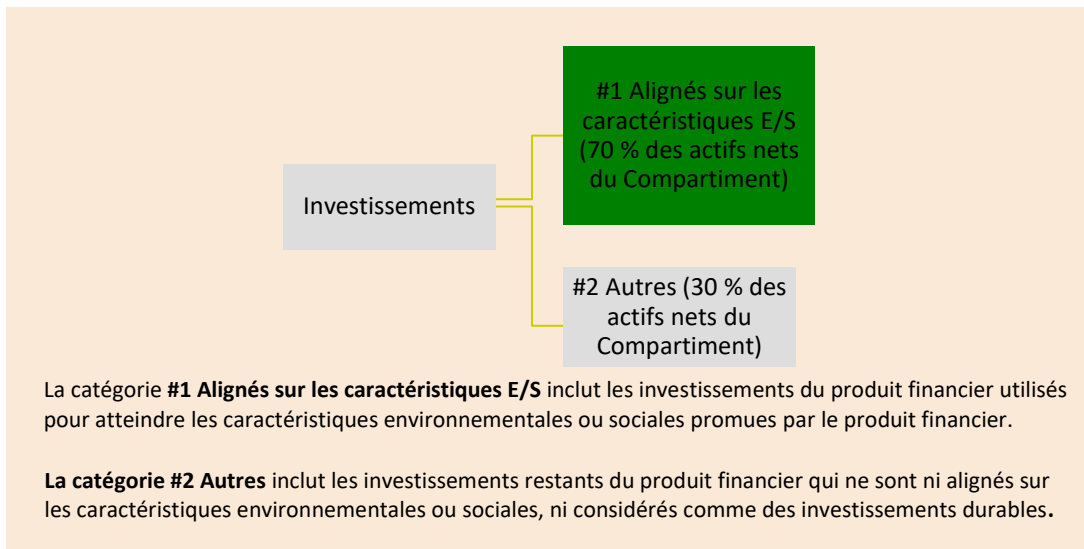 #1 Alignés sur les
caractéristiques E/S
(70 % des actifs nets
du Compartiment)
Investissements
#2 Autres (30 % des
actifs nets du
Compartiment)
La catégorie #1 Alignés sur les caractéristiques E/S inclut les investissements du produit financier utilisés
pour atteindre les caractéristiques environnementales ou sociales promues par le produit financier.
La catégorie #2 Autres inclut les investissements restants du produit financier qui ne sont ni alignés sur
les caractéristiques environnementales ou sociales, ni considérés comme des investissements durables.